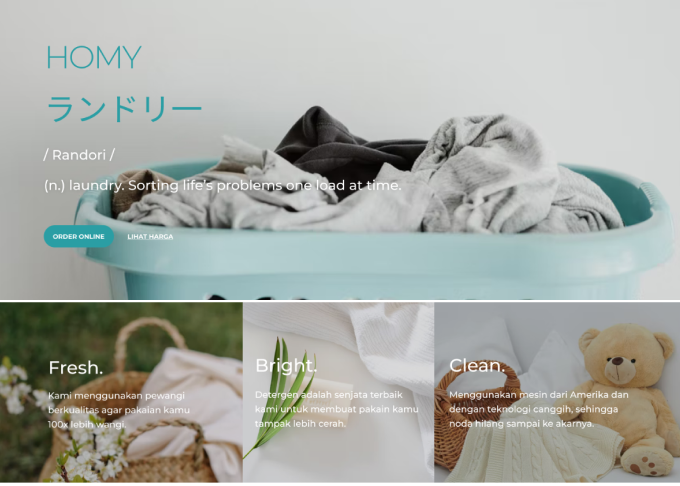 HOMY
ランドリー
/ Randori /
(n.) laundry. Sorting life's problems one load at time.
ORDER ONLINE LIHAT HARGA
Fresh.
Kami menggunakan pewangi
berkualitas agar pakaian kamu
100x lebih wangi.
Bright.
Detergen adalah senjata terbaik
kami untuk membuat pakain kamu
tampak lebih cerah.
Clean.
Menggunakan mesin dari Amerika dan
dengan teknologi canggih, sehingga
noda hilang sampai ke akarnya.